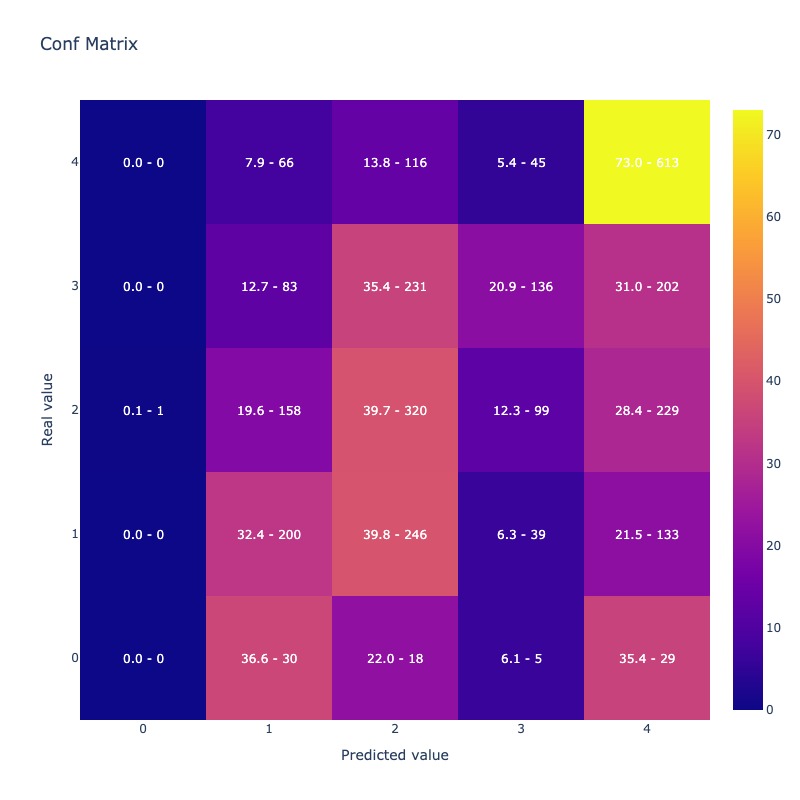 Conf Matrix
4 0.0 - 0 7.9 - 66 13.8 - 116 5.4 - 45 73.0 - 613
3 0.0 - 0 12.7 - 83 35.4 - 231 20.9 - 136 31.0 - 202
2 0.1 - 1 19.6 - 158 39.7 - 320 12.3 - 99 28.4 - 229
1 0.0 - 0 32.4 - 200 39.8 - 246 6.3 - 39 21.5 - 133
0 0.0 - 0 36.6 - 30 22.0 - 18 6.1 - 5 35.4 - 29
0 1 2 3 4
Predicted value
Real value
70
60
50
40
30
20
10
0